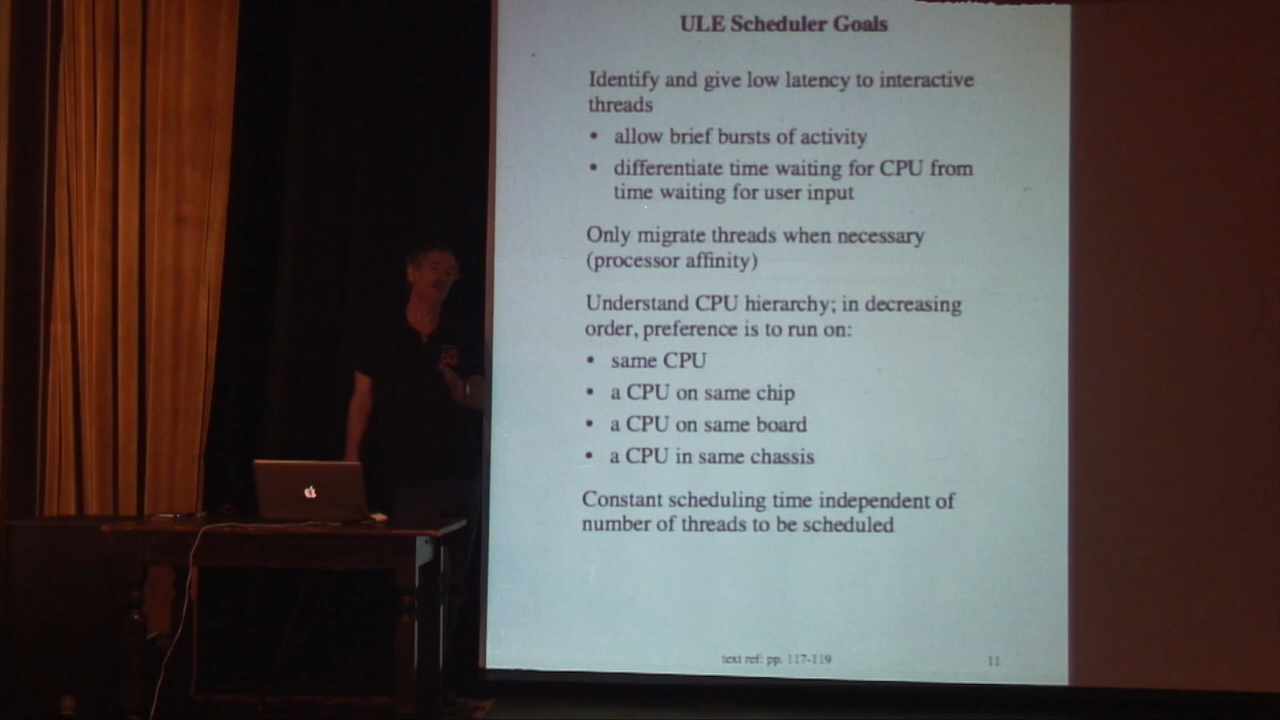 ULE Scheduler Goals
Identify and give low latency to interactive
threads
• allow brief bursts of activity
• differentiate time waiting for CPU from
time waiting for user input
Only migrate threads when necessary
(processor affinity)
Understand CPU hierarchy; in decreasing
order, preference is to run on:
• same CPU
• a CPU on same chip
• a CPU on same board
• a CPU in same chassis
Constant scheduling time independent of
number of threads to be scheduled
text ref: pp. 117-119
11